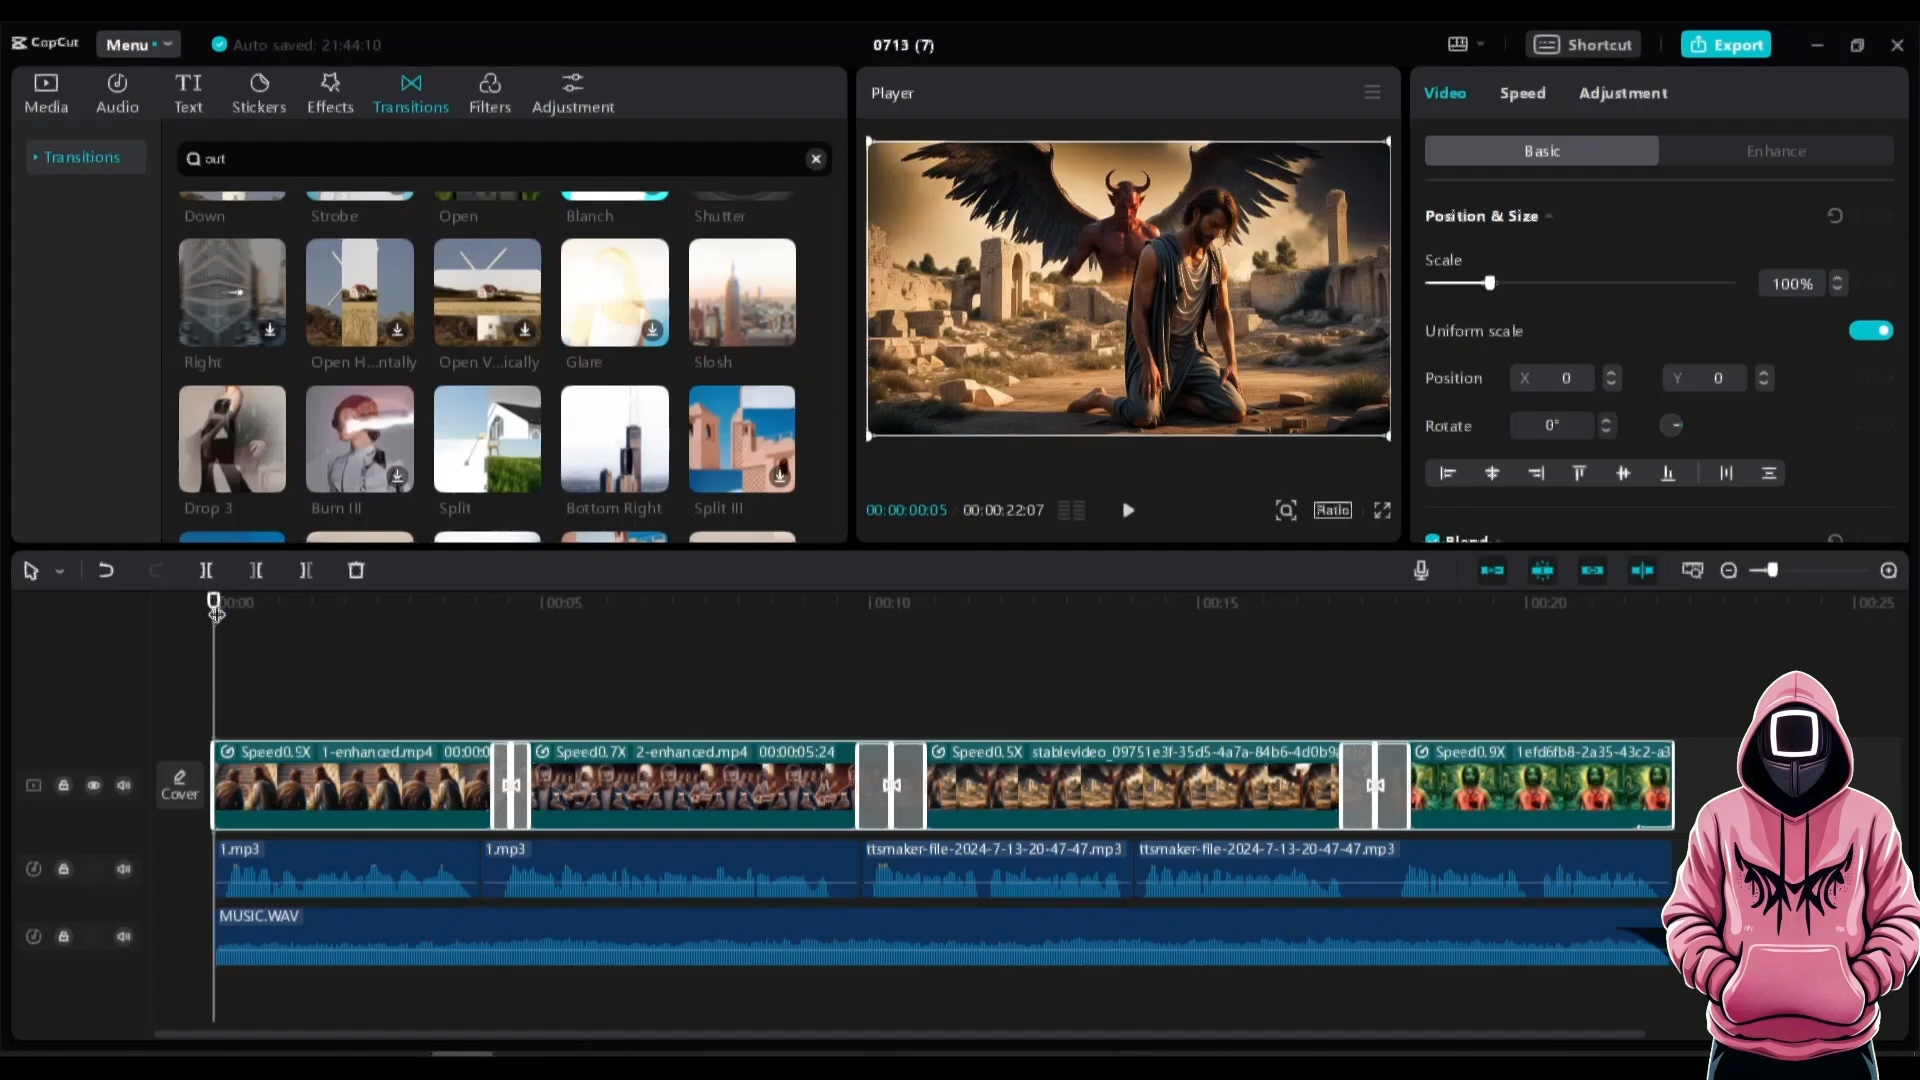 CapCut
Menu
Auto saved: 21:44:10
0713 (7)
Shortcut
Export
Media
Audio
TI
Text
Stickers
Effects
Transitions
Filters
Adjustment
Transitions
out
Down
Strobe
Open
Blanch
Shutter
Right
Open H...ntally
Open V...ically
Glare
Slosh
Drop 3
Burn III
Split
Bottom Right
Split III
Player
00:00:00:05
00:00:22:07
Ratio
Video
Speed
Adjustment
Basic
Enhance
Position & Size
Scale
100%
Uniform scale
Position
X 0
Y 0
Rotate
0°
Blend
00:00
00:05
00:10
00:15
00:20
00:25
Cover
Speed0.5X 1-enhanced.mp4 00:00:0
Speed0.7X 2-enhanced.mp4 00:00:05:24
Speed0.5X stablevideo_09751e3f-35d5-4a7a-84b6-4d0b9
Speed0.9X 1efd6fb8-2a35-43c2-a3
1.mp3
1.mp3
ttsmaker-file-2024-7-13-20-47-47.mp3
ttsmaker-file-2024-7-13-20-47-47.mp3
MUSIC.WAV